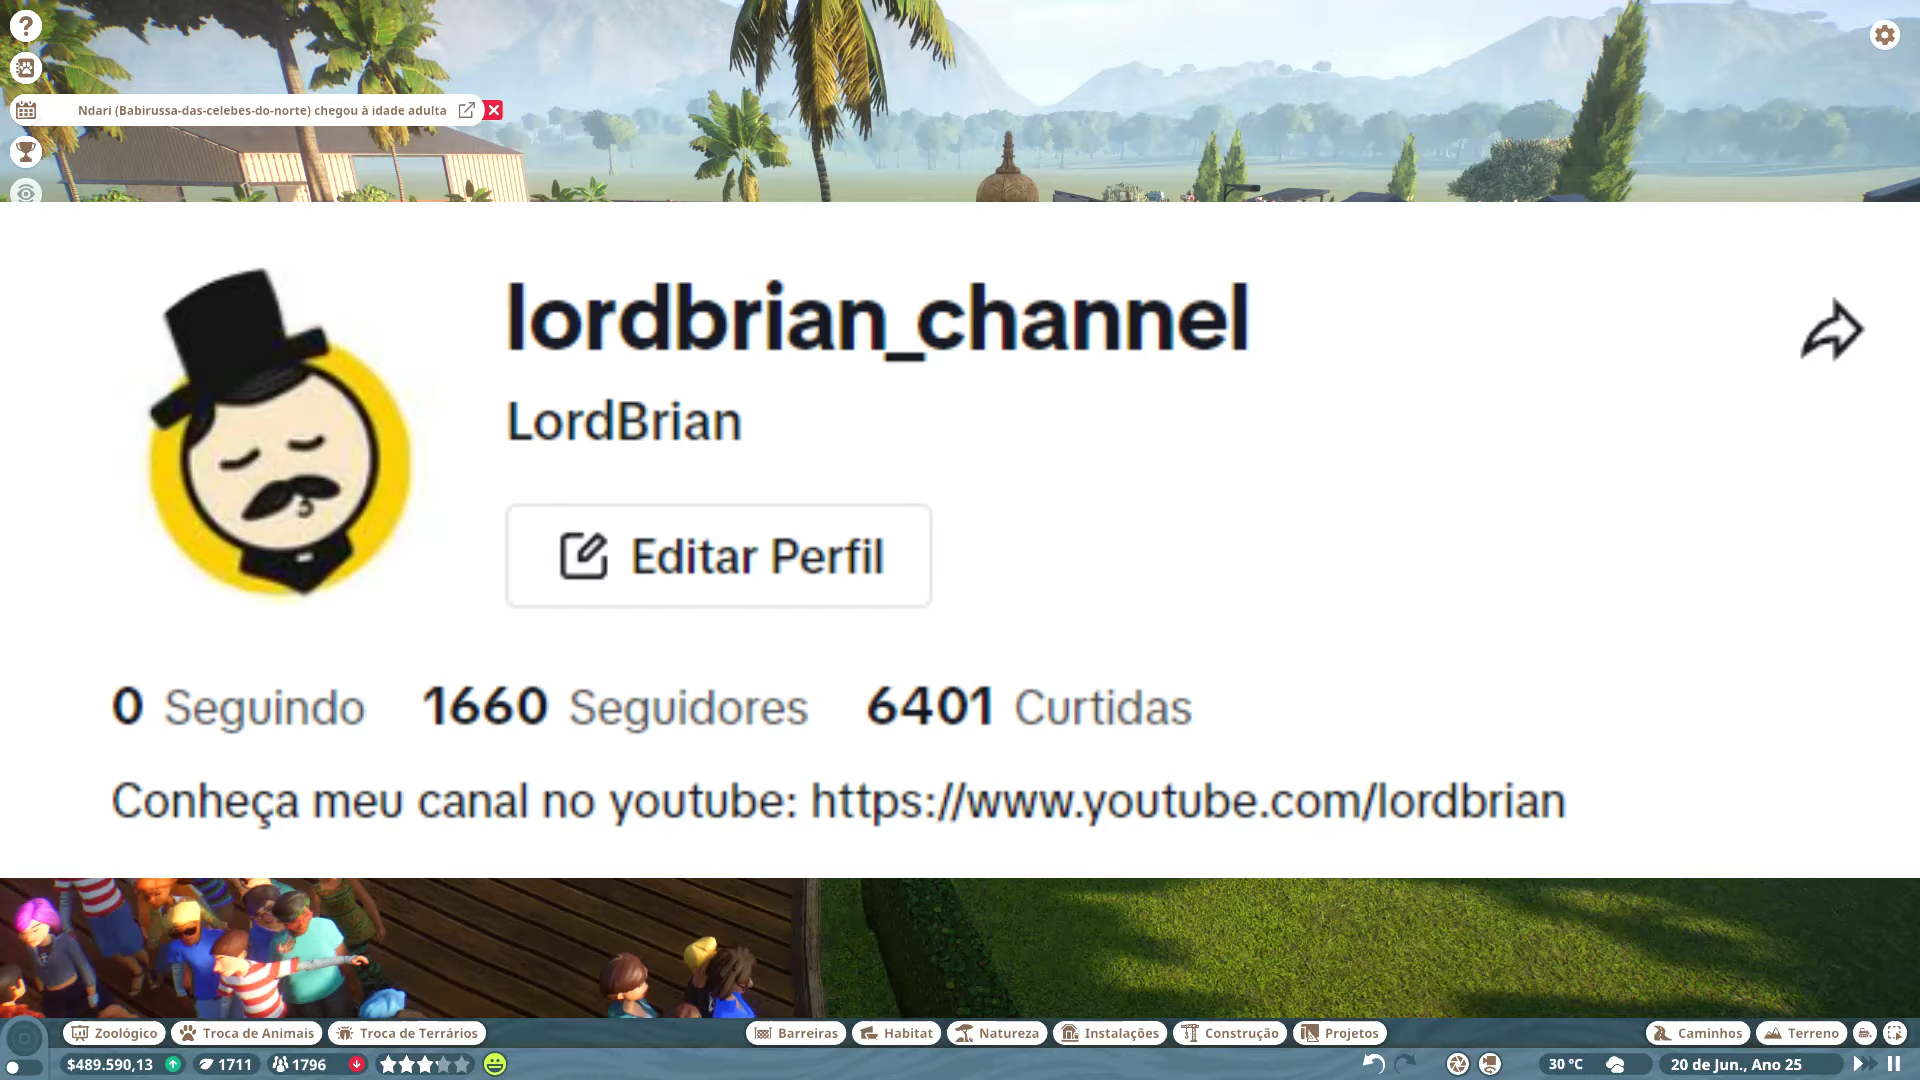 ?
Ndari (Babirussa-das-celebes-do-norte) chegou à idade adulta
lordbrian_channel
LordBrian
Editar Perfil
0 Seguindo 1660 Seguidores 6401 Curtidas
Conheça meu canal no youtube: https://www.youtube.com/lordbrian
Zoológico Troca de Animais Troca de Terrários Barreiras Habitat Natureza Instalações Construção Projetos Caminhos Terreno
$489.590,13 1711 1796 30 °C 20 de Jun., Ano 25